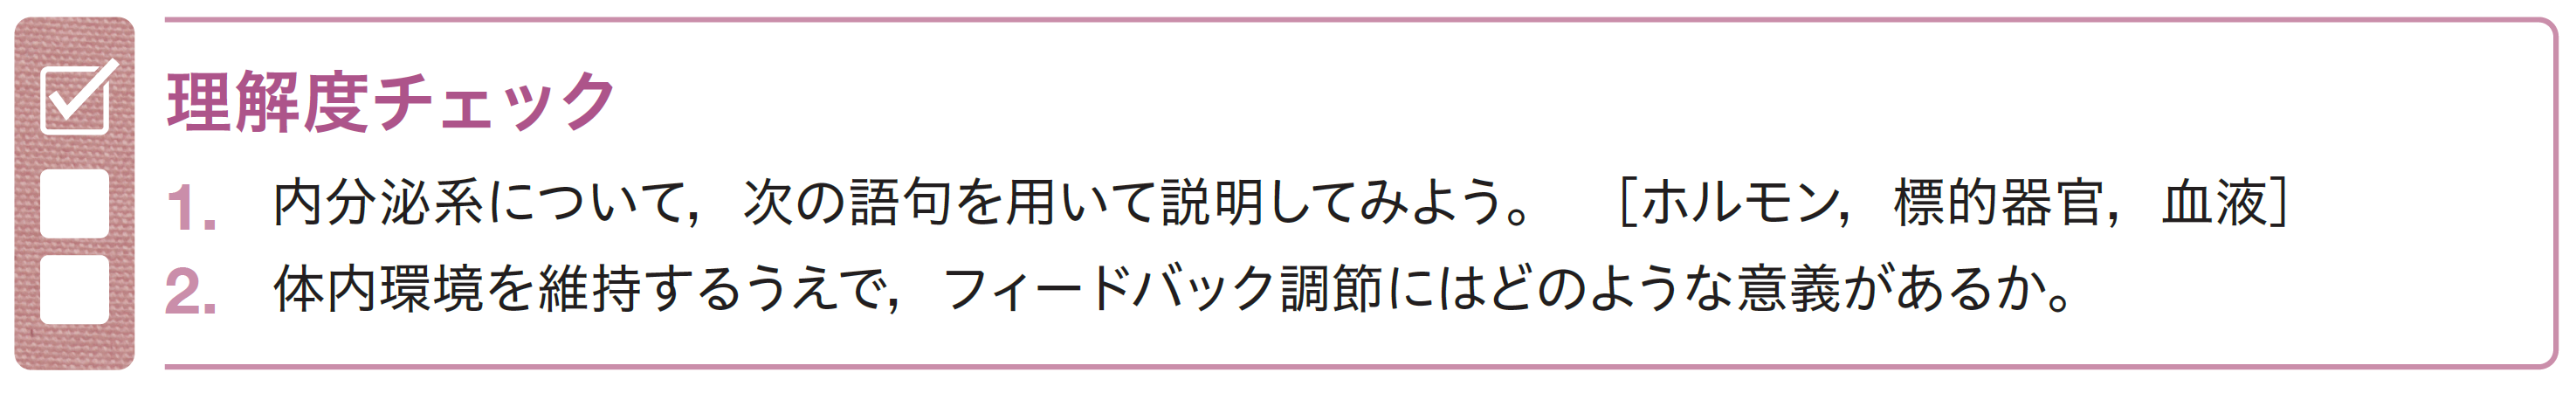 理解度チェック
1. 内分泌系について，次の語句を用いて説明してみよう。 ［ホルモン，標的器官，血液］
2. 体内環境を維持するうえで，フィードバック調節にはどのような意義があるか。